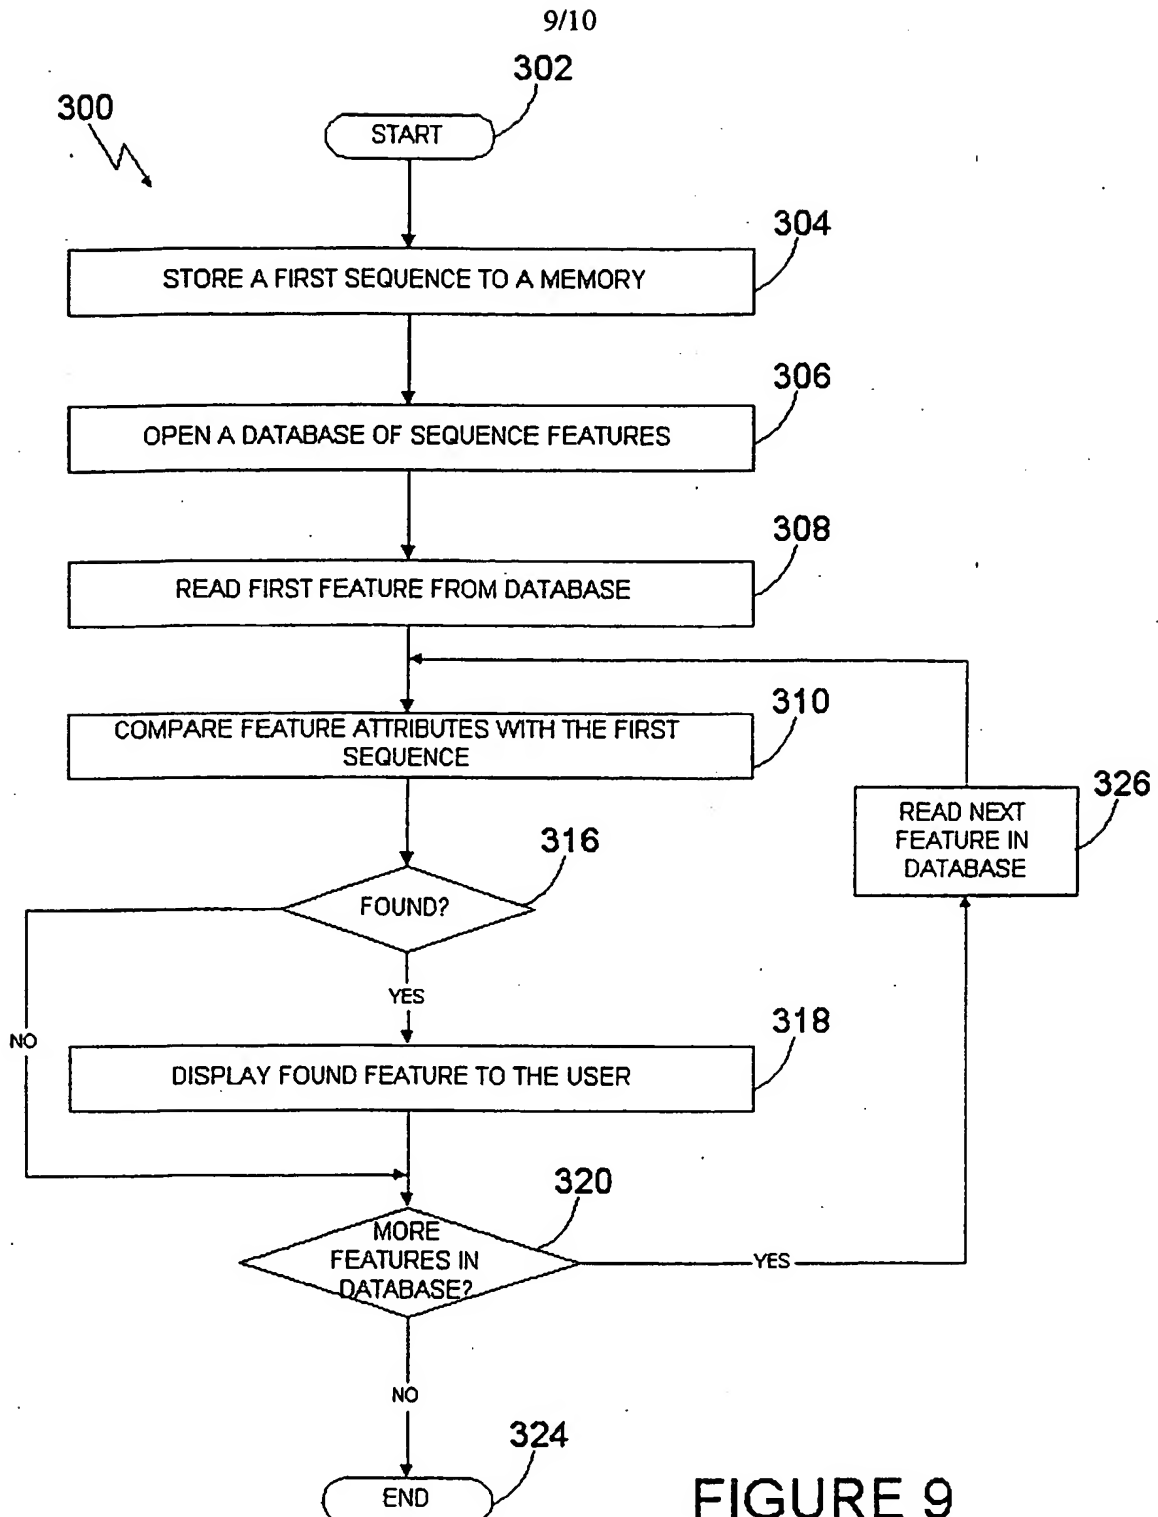 9/10
302
300
START
304
STORE A FIRST SEQUENCE TO A MEMORY
306
OPEN A DATABASE OF SEQUENCE FEATURES
308
READ FIRST FEATURE FROM DATABASE
310
COMPARE FEATURE ATTRIBUTES WITH THE FIRST
SEQUENCE
326
READ NEXT
FEATURE IN
DATABASE
316
FOUND?
YES
NO
318
DISPLAY FOUND FEATURE TO THE USER
320
MORE
FEATURES IN
DATABASE?
YES
NO
324
END
FIGURE 9